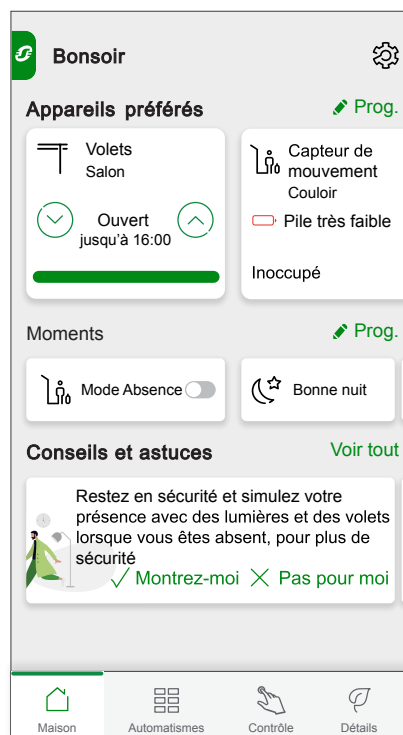 Bonsoir
Appareils préférés
Prog.
Volets
Salon
Ouvert
jusqu'à 16:00
Capteur de
mouvement
Couloir
Pile très faible
Inoccupé
Moments
Prog.
Mode Absence
Bonne nuit
Conseils et astuces
Voir tout
Restez en sécurité et simulez votre
présence avec des lumières et des volets
lorsque vous êtes absent, pour plus de
sécurité
Montrez-moi
Pas pour moi
Maison
Automatismes
Contrôle
Détails